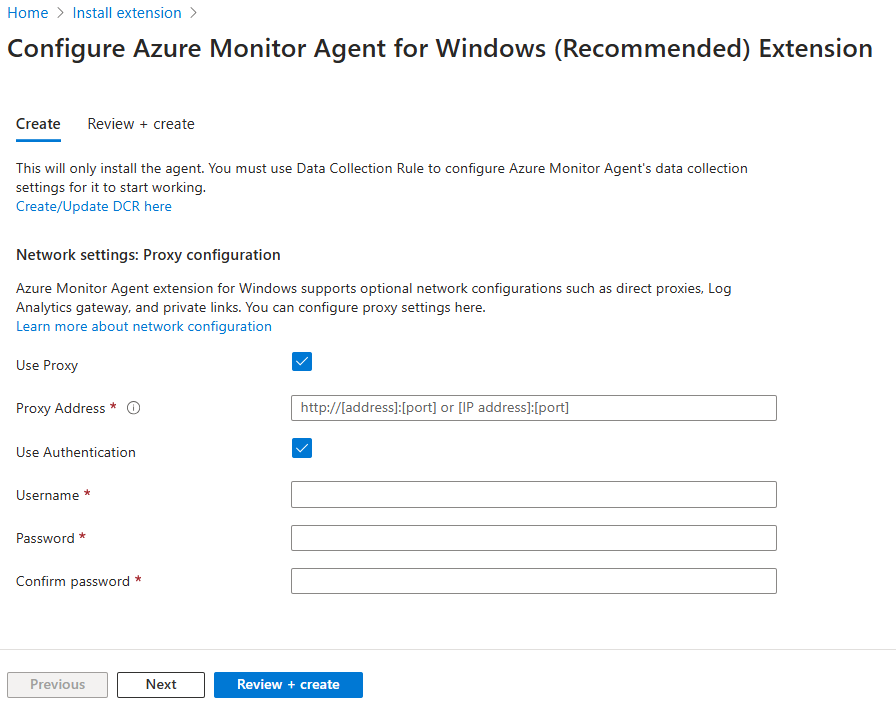 Home > Install extension >
Configure Azure Monitor Agent for Windows (Recommended) Extension
Create Review + create
This will only install the agent. You must use Data Collection Rule to configure Azure Monitor Agent's data collection
settings for it to start working.
Create/Update DCR here
Network settings: Proxy configuration
Azure Monitor Agent extension for Windows supports optional network configurations such as direct proxies, Log
Analytics gateway, and private links. You can configure proxy settings here.
Learn more about network configuration
Use Proxy
Proxy Address * http://[address]:[port] or [IP address]:[port]
Use Authentication
Username *
Password *
Confirm password *
Previous Next Review + create